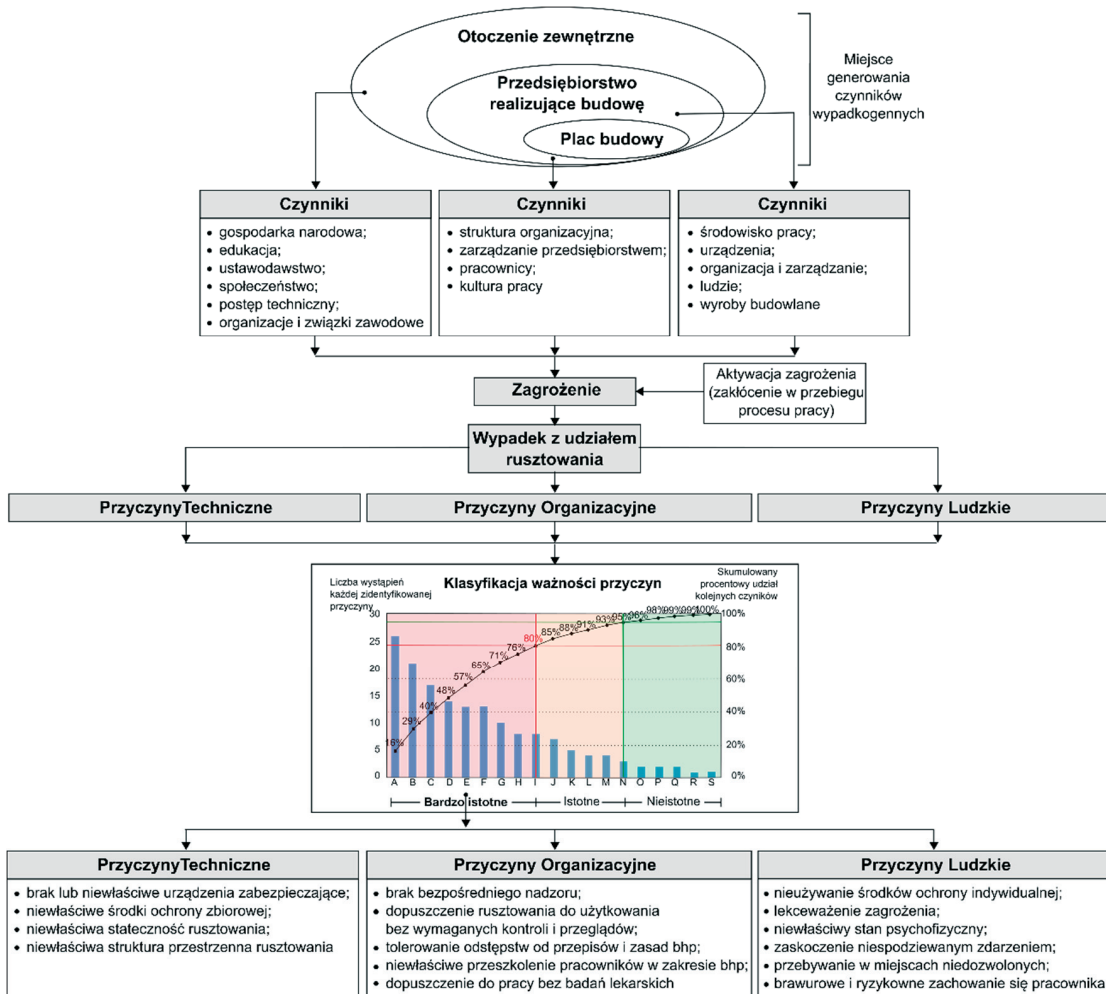 Otoczenie zewnętrzne
Przedsiębiorstwo
realizujące budowę
Plac budowy
Miejsce
generowania
czynników
wypadkogennych
Czynniki
• gospodarka narodowa;
• edukacja;
• ustawodawstwo;
• społeczeństwo;
• postęp techniczny;
• organizacje i związki zawodowe
Czynniki
• struktura organizacyjna;
• zarządzanie przedsiębiorstwem;
• pracownicy;
• kultura pracy
Czynniki
• środowisko pracy;
• urządzenia;
• organizacja i zarządzanie;
• ludzie;
• wyroby budowlane
Zagrożenie
Aktywacja zagrożenia
(zakłócenie w przebiegu
procesu pracy)
Wypadek z udziałem
rusztowania
PrzyczynyTechniczne
Przyczyny Organizacyjne
Przyczyny Ludzkie
Liczba wystąpień
każdej zidentyfikowanej
przyczyny
Klasyfikacja ważności przyczyn
Skumulowany
procentowy udział
kolejnych czyników
30
25
20
15
10
5
0
16%
29%
40%
48%
57%
65%
71%
76%
80%
85%
88%
91%
93%
95%
96%
98%
99%
99%
100%
100%
80%
60%
40%
20%
0%
A B C D E F G H I J K L M N O P Q R S
Bardzo istotne
Istotne
Nieistotne
PrzyczynyTechniczne
• brak lub niewłaściwe urządzenia zabezpieczające;
• niewłaściwe środki ochrony zbiorowej;
• niewłaściwa stateczność rusztowania;
• niewłaściwa struktura przestrzenna rusztowania
Przyczyny Organizacyjne
• brak bezpośredniego nadzoru;
• dopuszczenie rusztowania do użytkowania
bez wymaganych kontroli i przeglądów;
• tolerowanie odstępstw od przepisów i zasad bhp;
• niewłaściwe przeszkolenie pracowników w zakresie bhp;
• dopuszczenie do pracy bez badań lekarskich
Przyczyny Ludzkie
• nieużywanie środków ochrony indywidualnej;
• lekceważenie zagrożenia;
• niewłaściwy stan psychofizyczny;
• zaskoczenie niespodziewanym zdarzeniem;
• przebywanie w miejscach niedozwolonych;
• brawurowe i ryzykowne zachowanie się pracownika